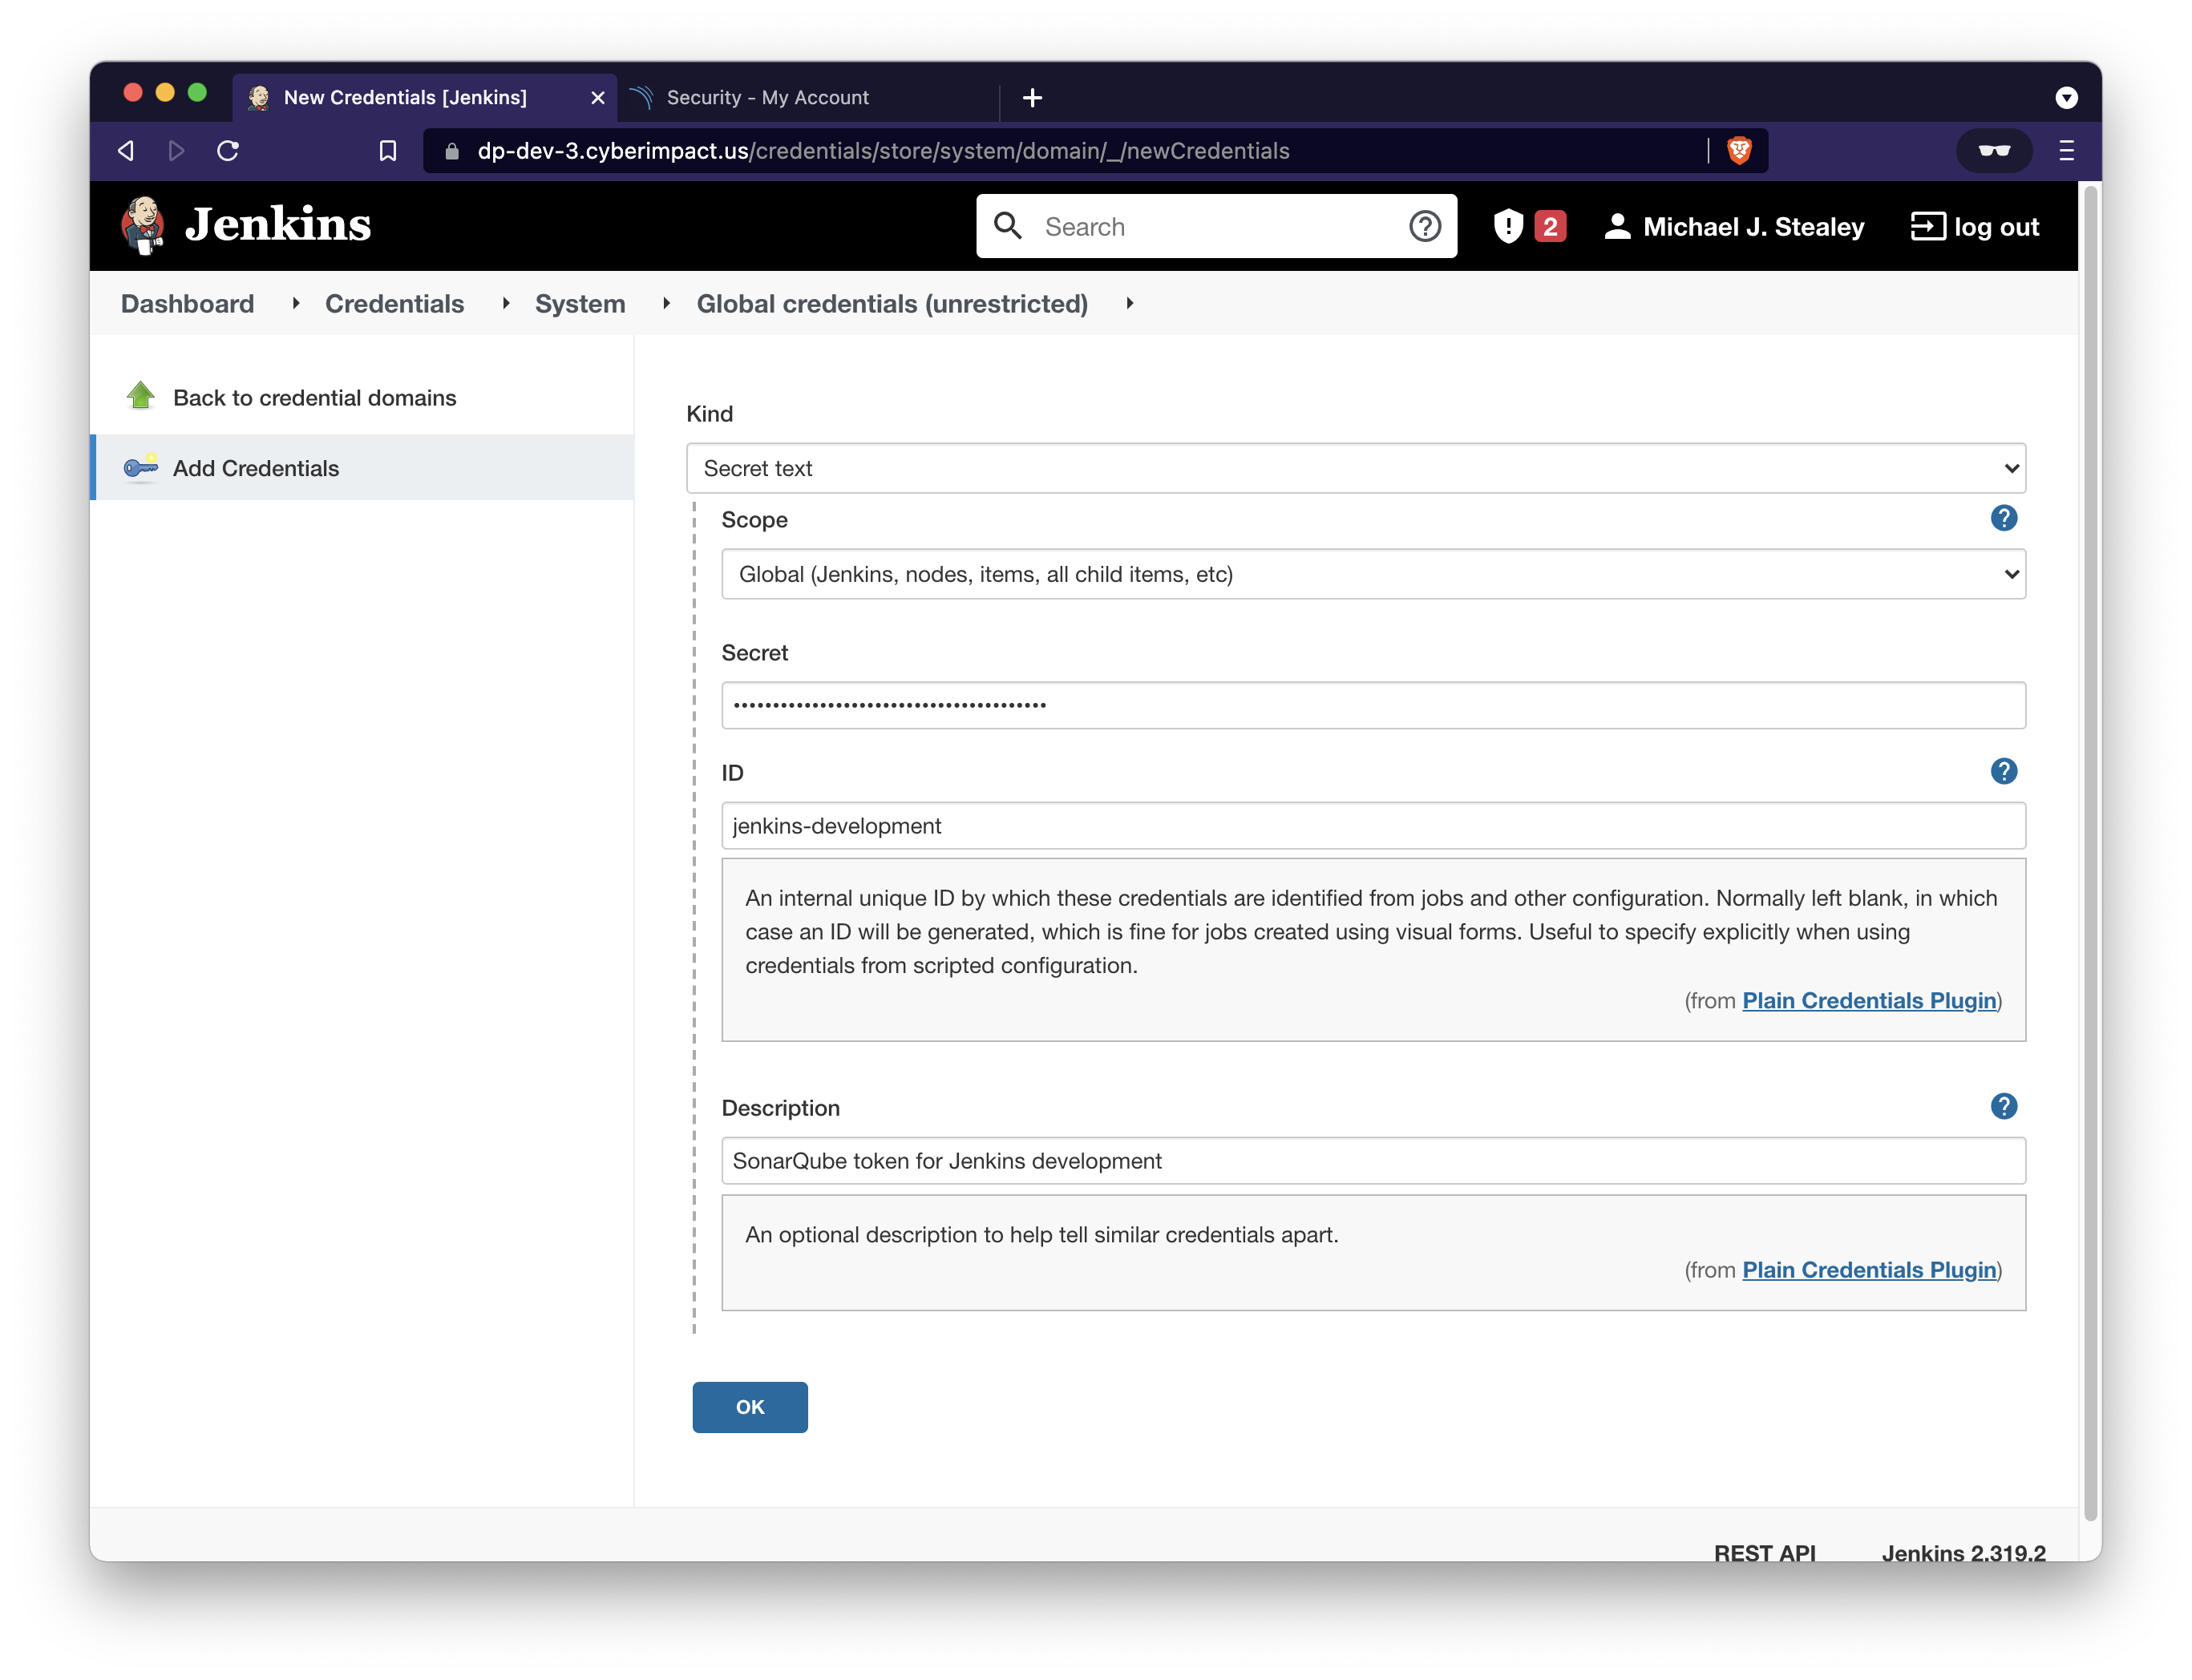 New Credentials [Jenkins]
Security - My Account
dp-dev-3.cyberimpact.us/credentials/store/system/domain/_/newCredentials
Jenkins
Search
2
Michael J. Stealey
log out
Dashboard
Credentials
System
Global credentials (unrestricted)
Back to credential domains
Add Credentials
Kind
Secret text
Scope
Global (Jenkins, nodes, items, all child items, etc)
Secret
ID
jenkins-development
An internal unique ID by which these credentials are identified from jobs and other configuration. Normally left blank, in which
case an ID will be generated, which is fine for jobs created using visual forms. Useful to specify explicitly when using
credentials from scripted configuration.
(from Plain Credentials Plugin)
Description
SonarQube token for Jenkins development
An optional description to help tell similar credentials apart.
(from Plain Credentials Plugin)
OK
REST API
Jenkins 2.319.2